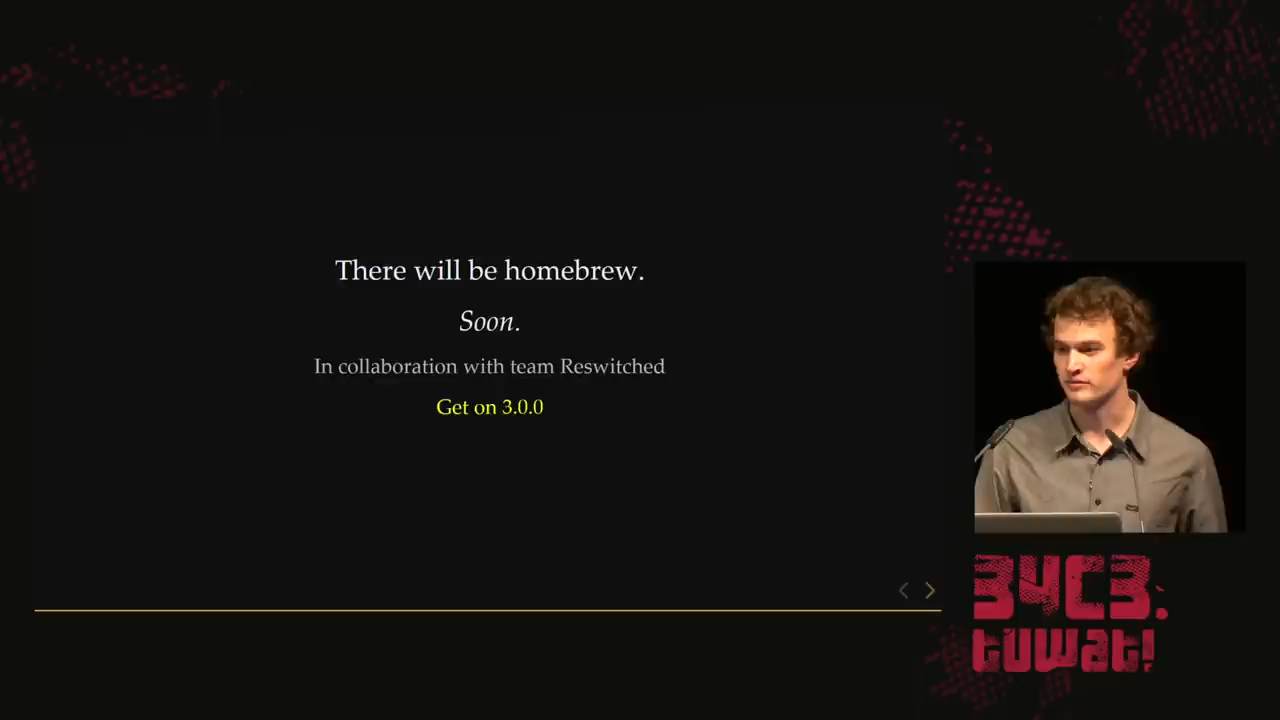 There will be homebrew.
Soon.
In collaboration with team Reswitched
Get on 3.0.0
34C3.
tuwat!